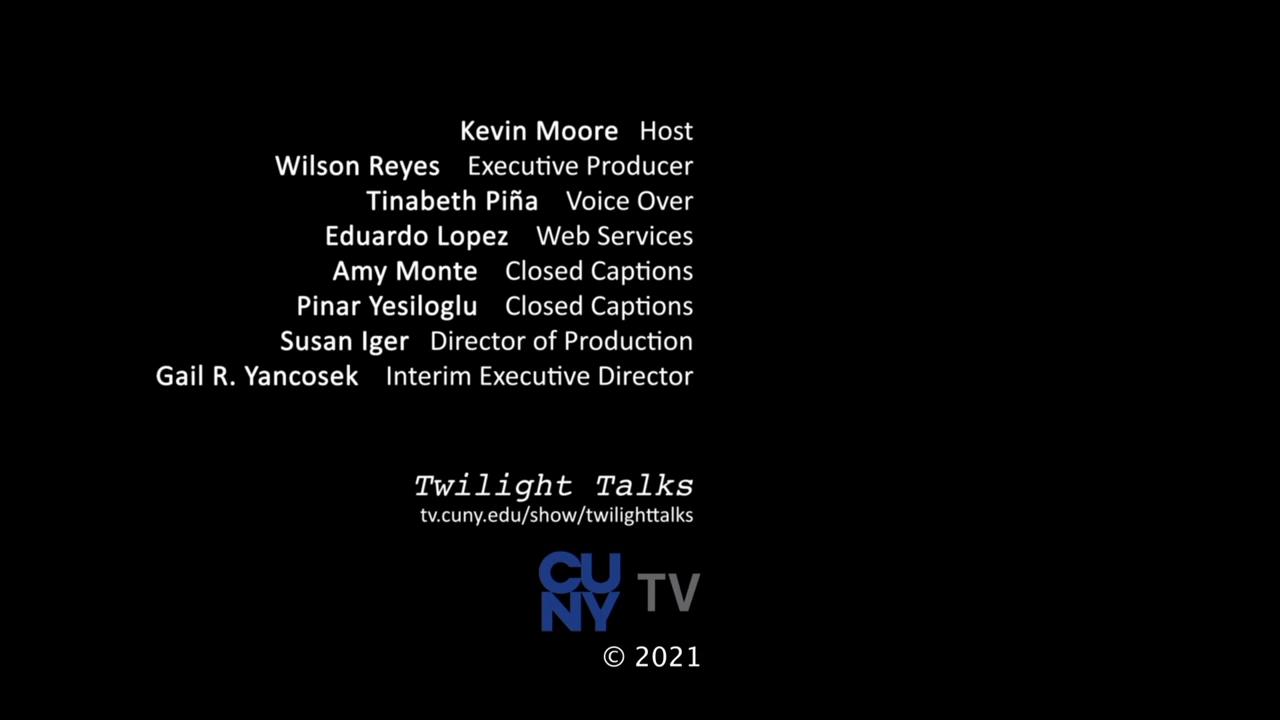 Kevin Moore Host
Wilson Reyes Executive Producer
Tinabeth Piña Voice Over
Eduardo Lopez Web Services
Amy Monte Closed Captions
Pinar Yesiloglu Closed Captions
Susan Iger Director of Production
Gail R. Yancosek Interim Executive Director
Twilight Talks
tv.cuny.edu/show/twilighttalks
CU
NY TV
© 2021